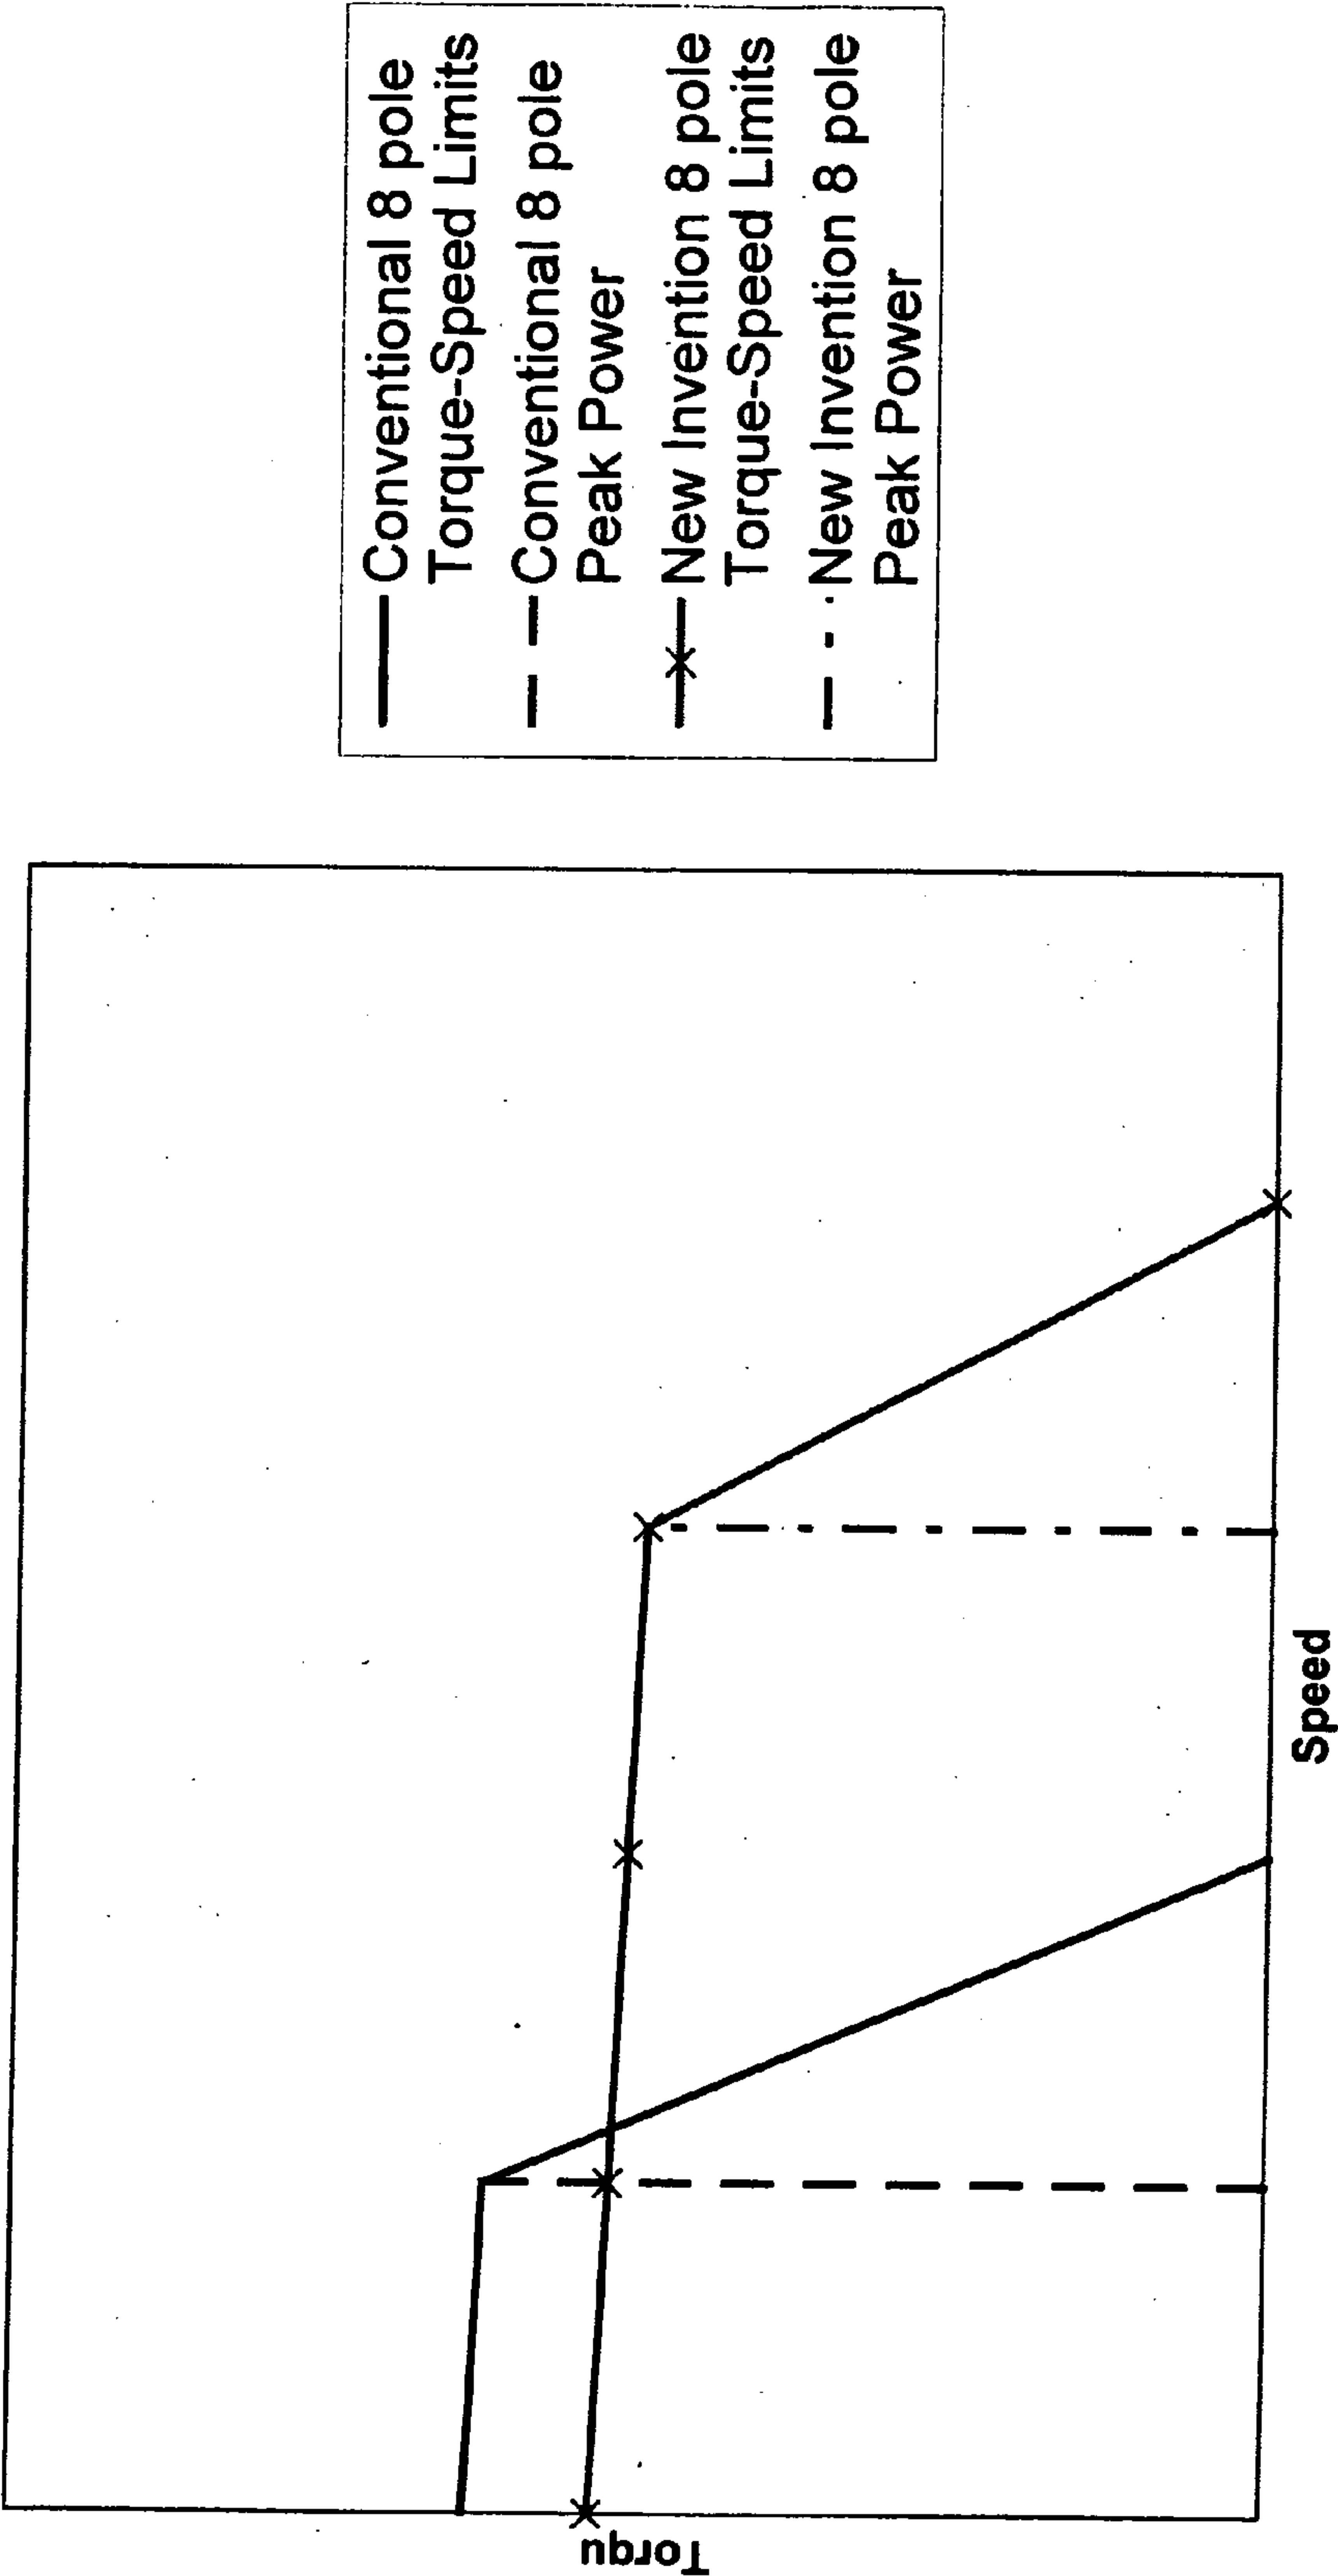 Conventional 8 pole
Torque-Speed Limits
Conventional 8 pole
Peak Power
New Invention 8 pole
Torque-Speed Limits
New Invention 8 pole
Peak Power
Torqu
Speed